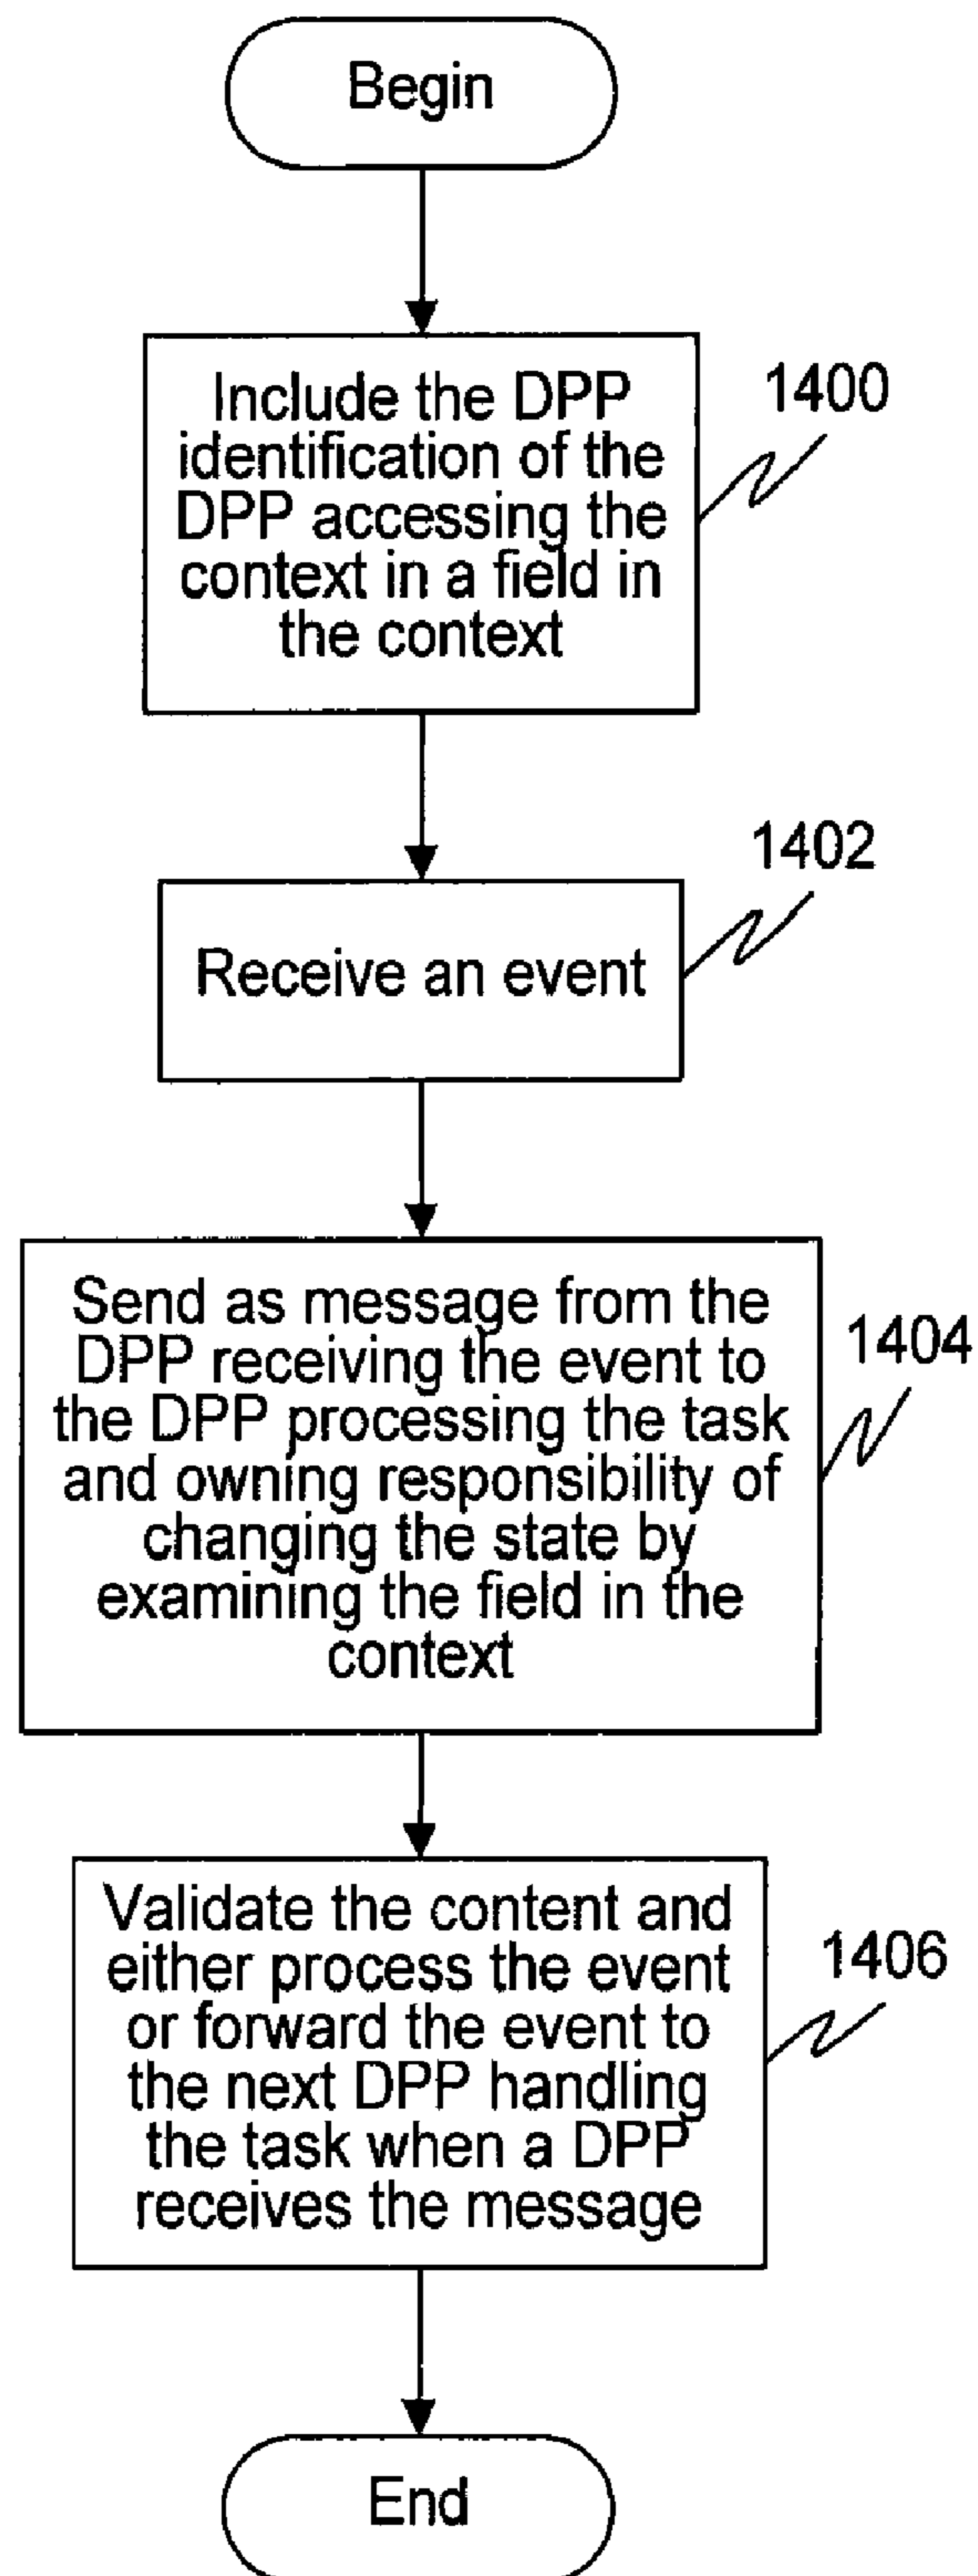 Begin
Include the DPP
identification of the
DPP accessing the
context in a field in
the context
1400
Receive an event
1402
Send as message from the
DPP receiving the event to
the DPP processing the task
and owning responsibility of
changing the state by
examining the field in the
context
1404
Validate the content and
either process the event
or forward the event to
the next DPP handling
the task when a DPP
receives the message
1406
End